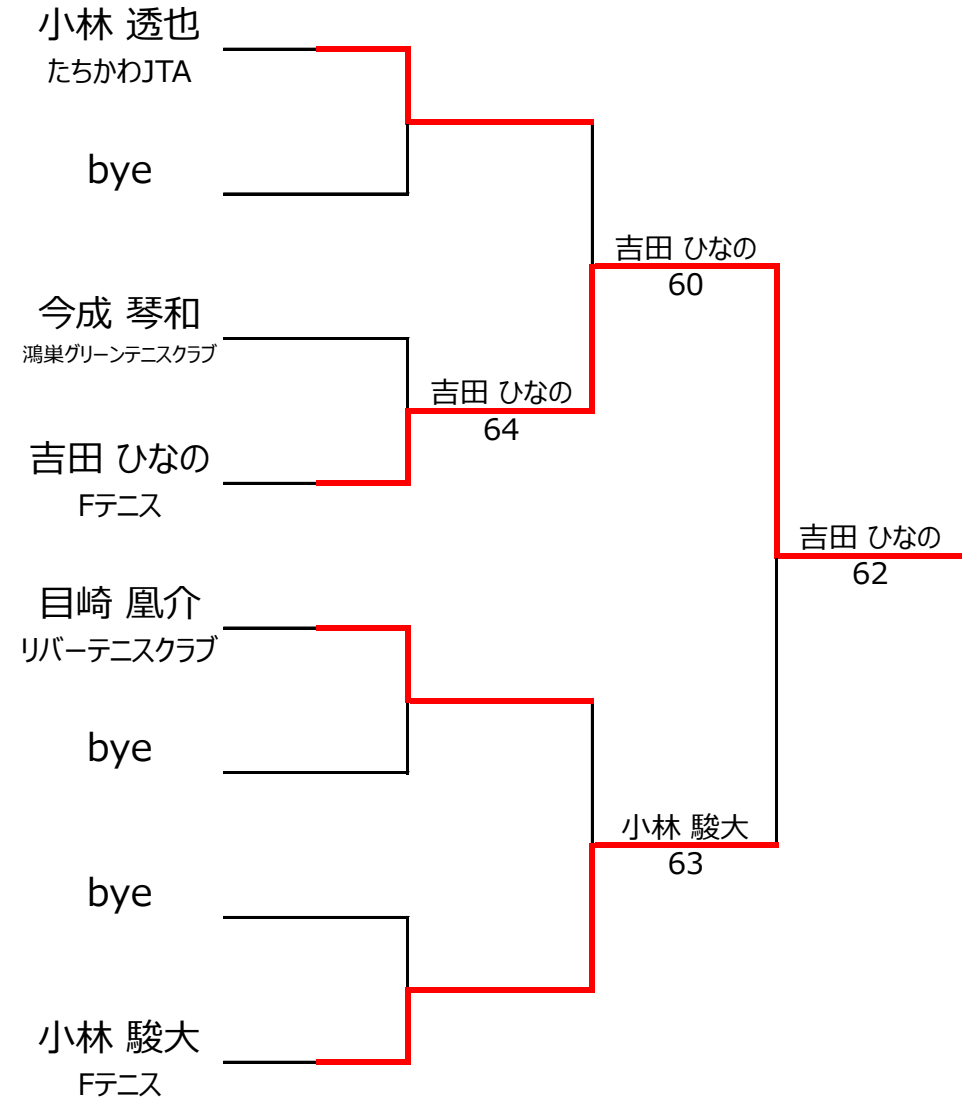 小林 透也
たちかわJTA
bye
吉田 ひなの
60
今成 琴和
鴻巣グリーンテニスクラブ
吉田 ひなの
64
吉田 ひなの
Fテニス
吉田 ひなの
62
目崎 凰介
リバーテニスクラブ
bye
小林 駿大
63
bye
小林 駿大
Fテニス